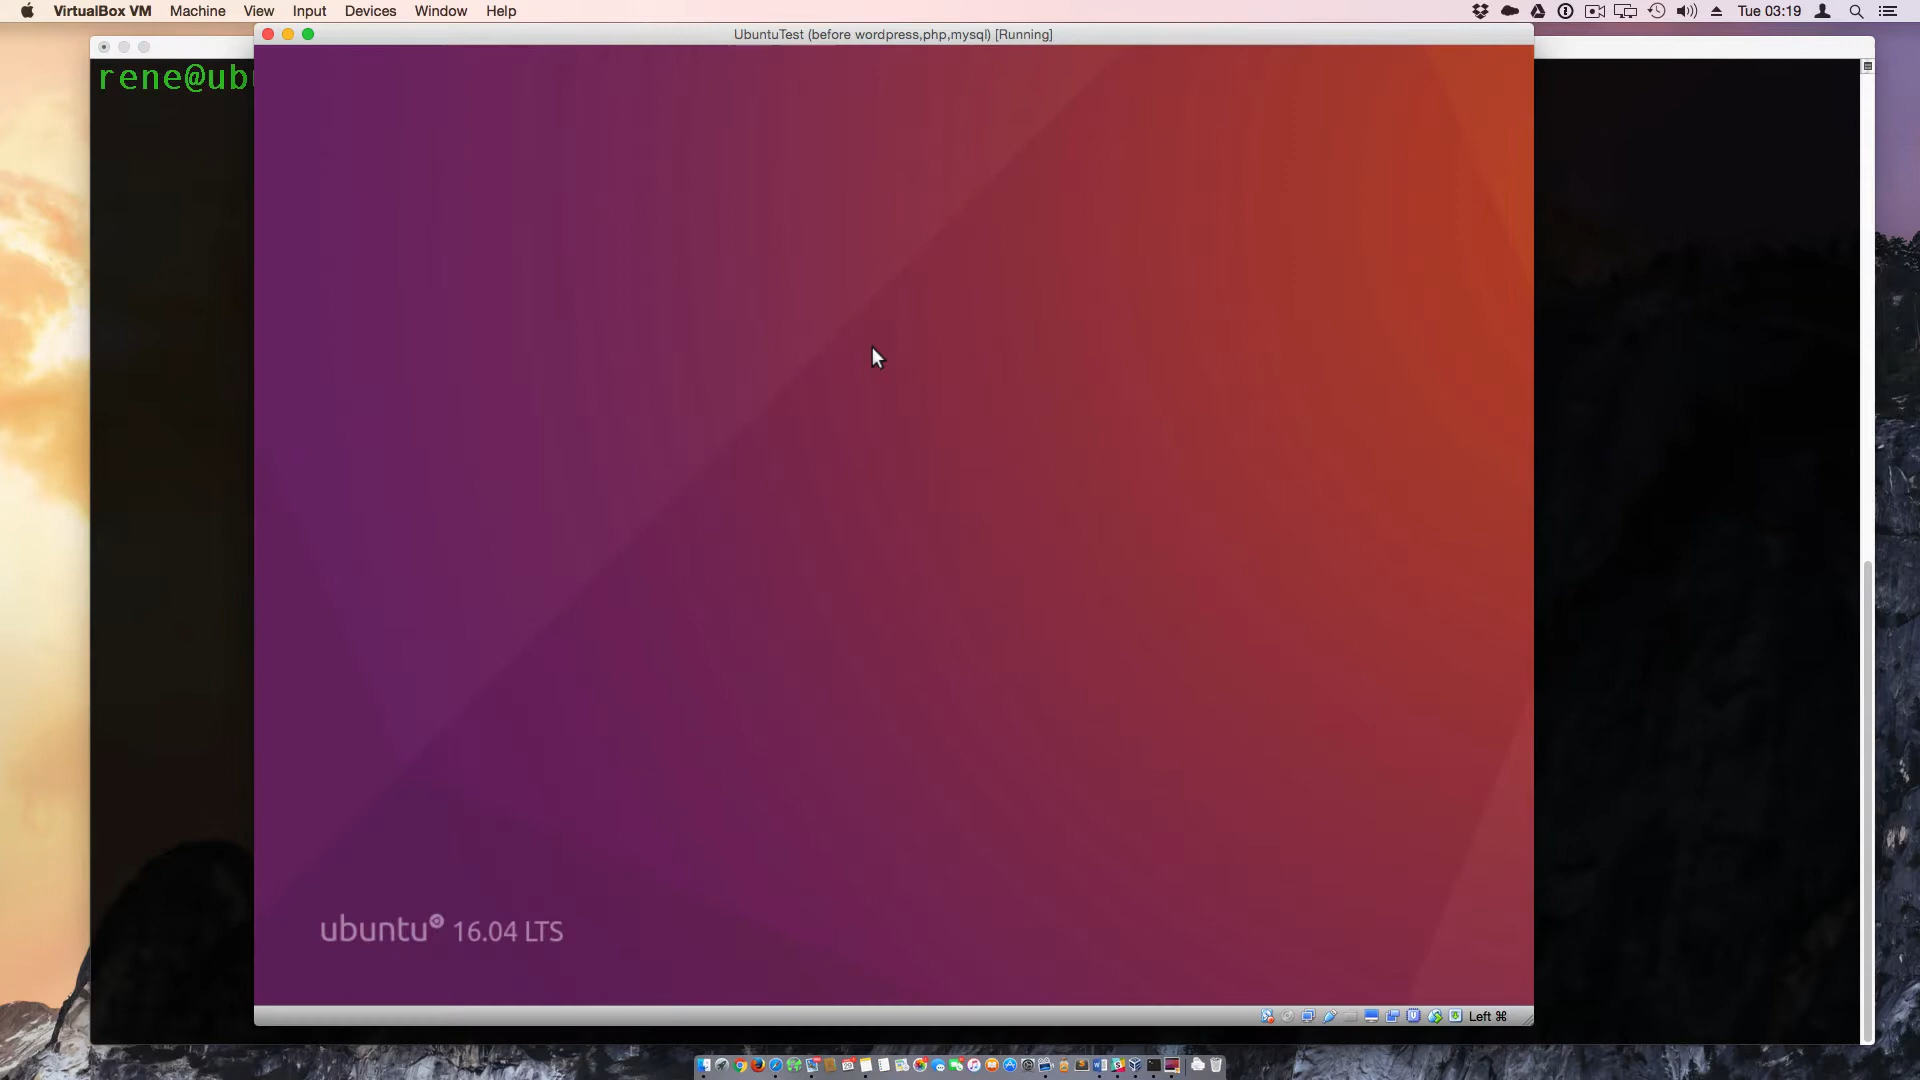 VirtualBox VM Machine View Input Devices Window Help Tue 03:19
UbuntuTest (before wordpress,php,mysql) [Running]
rene@ub
ubuntu 16.04 LTS
Left ⌘